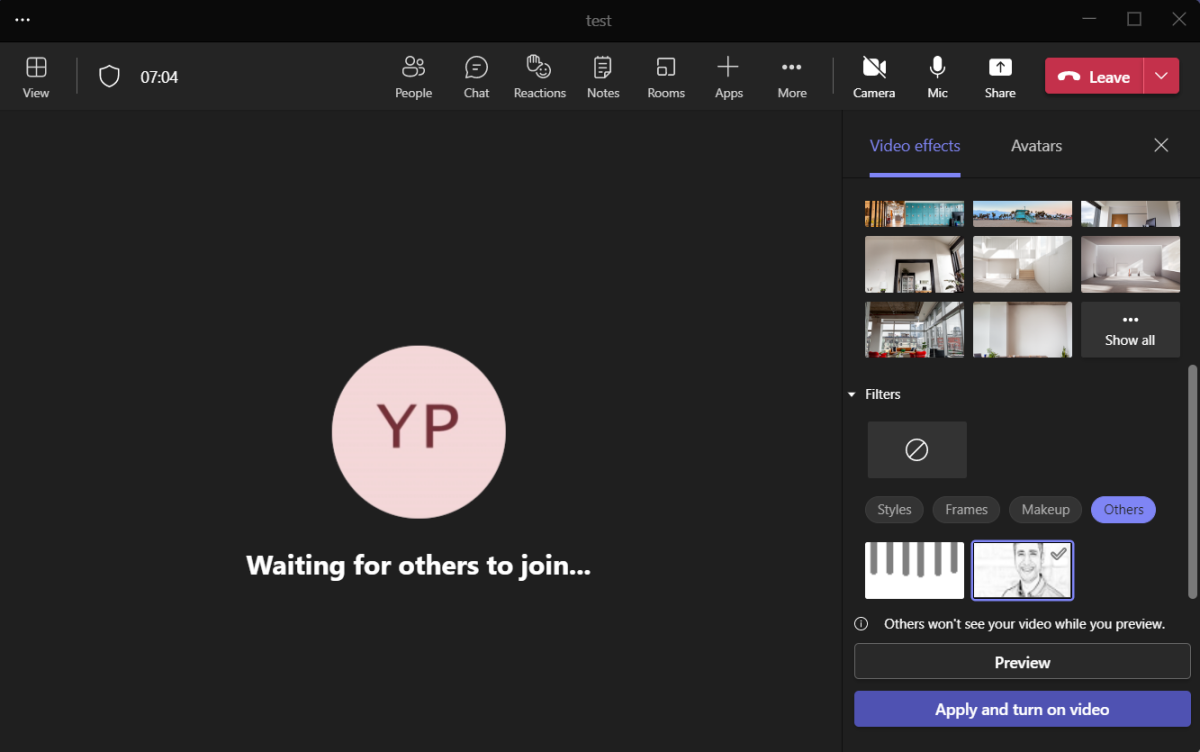 test
View
07:04
People
Chat
Reactions
Notes
Rooms
Apps
More
Camera
Mic
Share
Leave
Video effects
Avatars
Show all
Filters
Styles
Frames
Makeup
Others
YP
Waiting for others to join...
Others won't see your video while you preview.
Preview
Apply and turn on video